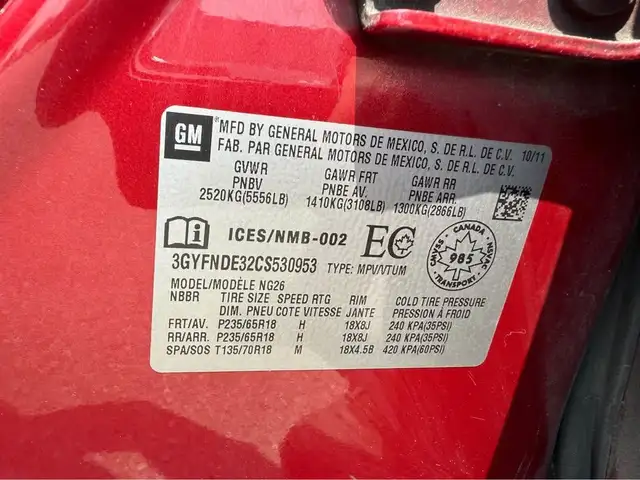 GM
MFD BY GENERAL MOTORS DE MEXICO, S. DE R.L. DE C.V. 10/11
FAB. PAR GENERAL MOTORS DE MEXICO, S. DE R.L. DE C.V.
GVWR GAWR FRT GAWR RR
PNBV PNBE AV. PNBE ARR.
2520KG(5556LB) 1410KG(3108LB) 1300KG(2866LB)
ICES/NMB-002 EC
CANADA
CMVSS NSVAC
985
TRANSPORT
3GYFNDE32CS530953 TYPE: MPV/VTUM
MODEL/MODÈLE NG26
NBBR TIRE SIZE SPEED RTG RIM COLD TIRE PRESSURE
DIM. PNEU COTE VITESSE JANTE PRESSION À FROID
FRT/AV. P235/65R18 H 18X8J 240 KPA(35PSI)
RR/ARR. P235/65R18 H 18X8J 240 KPA(35PSI)
SPA/SOS T135/70R18 M 18X4.5B 420 KPA(60PSI)